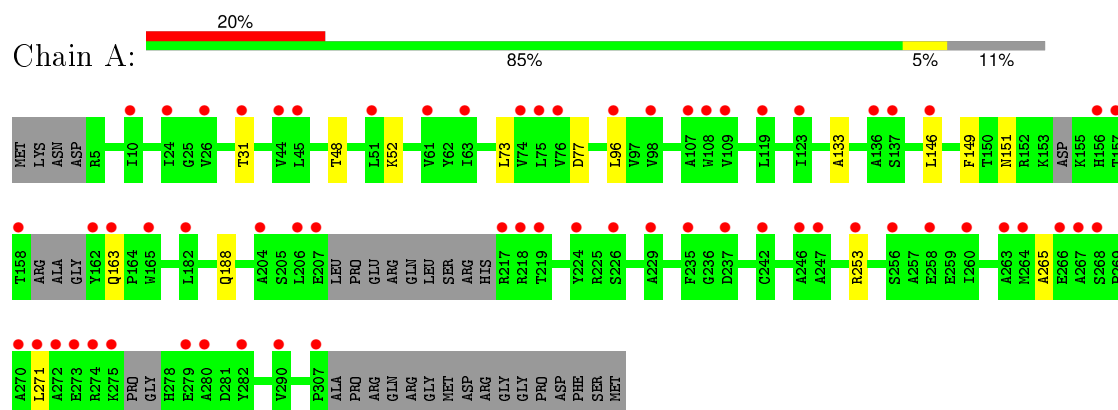 20%
Chain A:
85% 5% 11%
MET LYS ASN ASP R5 I10 I24 G25 V26 T31 V44 L45 T48 L51 K52 V61 Y62 I63 L73 V74 L75 V76 D77 L96 V97 V98 A107 W108 V109 L119 I123 A133 A136 S137 L146 F149 T150 N151 R152 K153 ASP K155 H156 T157
T158 ARG ALA GLY Y162 Q163 P164 W165 L182 Q188 A204 S205 L206 E207 LEU PRO GLU ARG GLN LEU SER ARG HIS R217 R218 T219 Y224 R225 S226 A229 F235 G236 D237 C242 A246 A247 R253 S256 A257 E258 E259 I260 A263 M264 A265 E266 A267 S268
A270 L271 A272 E273 R274 K275 PRO GLY H278 E279 A280 D281 Y282 V290 P307 ALA PRO ARG GLN ARG GLY MET ASP ARG GLY GLY PRO ASP PHE SER MET